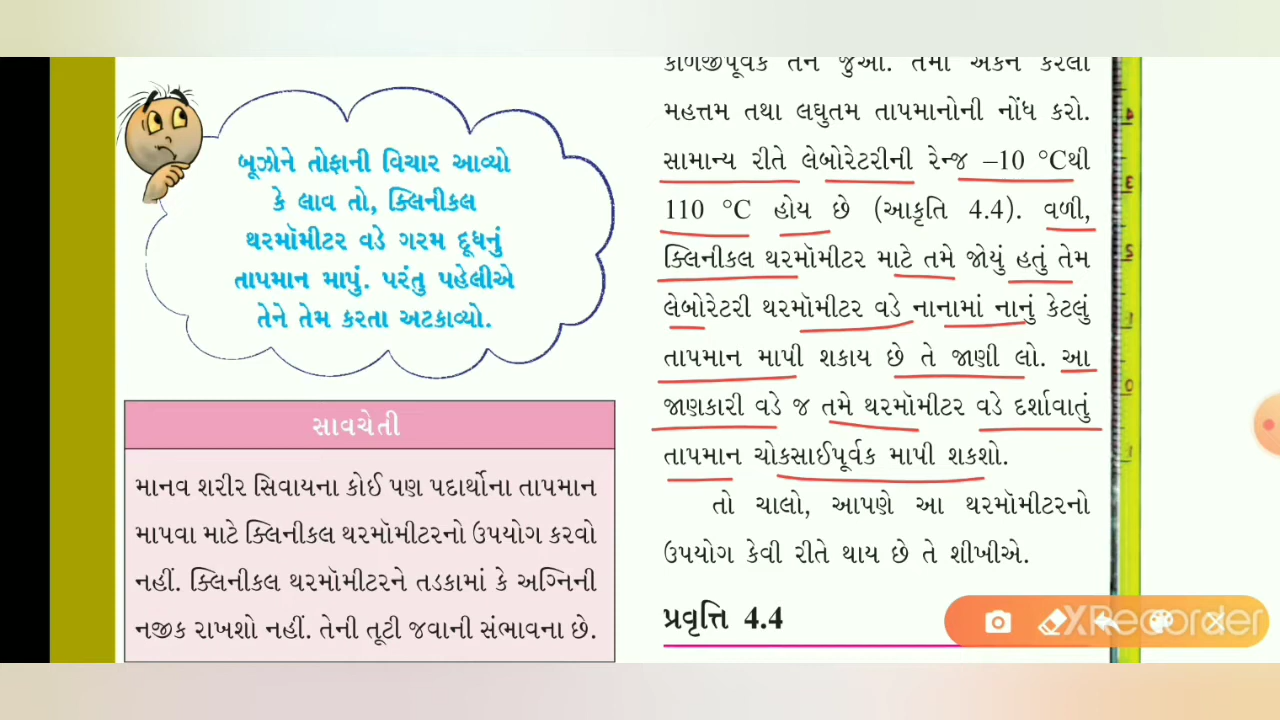 બૂઝોને તોફાની વિચાર આવ્યો
કે લાવ તો, ક્લિનીકલ
થરમૉમીટર વડે ગરમ દૂધનું
તાપમાન માપું. પરંતુ પહેલીએ
તેને તેમ કરતા અટકાવ્યો.
સાવચેતી
માનવ શરીર સિવાયના કોઈ પણ પદાર્થોના તાપમાન
માપવા માટે ક્લિનીકલ થરમૉમીટરનો ઉપયોગ કરવો
નહીં. ક્લિનીકલ થરમૉમીટરને તડકામાં કે અગ્નિની
નજીક રાખશો નહીં. તેની તૂટી જવાની સંભાવના છે.
કાળજીપૂર્વક તેને જુઓ. તેમાં અંકન કરેલાં
મહત્તમ તથા લઘુતમ તાપમાનોની નોંધ કરો.
સામાન્ય રીતે લેબોરેટરીની રેન્જ –10 °Cથી
110 °C હોય છે (આકૃતિ 4.4). વળી,
ક્લિનીકલ થરમૉમીટર માટે તમે જોયું હતું તેમ
લેબોરેટરી થરમૉમીટર વડે નાનામાં નાનું કેટલું
તાપમાન માપી શકાય છે તે જાણી લો. આ
જાણકારી વડે જ તમે થરમૉમીટર વડે દર્શાવાતું
તાપમાન ચોકસાઈપૂર્વક માપી શકશો.
તો ચાલો, આપણે આ થરમૉમીટરનો
ઉપયોગ કેવી રીતે થાય છે તે શીખીએ.
પ્રવૃત્તિ 4.4
XRecorder